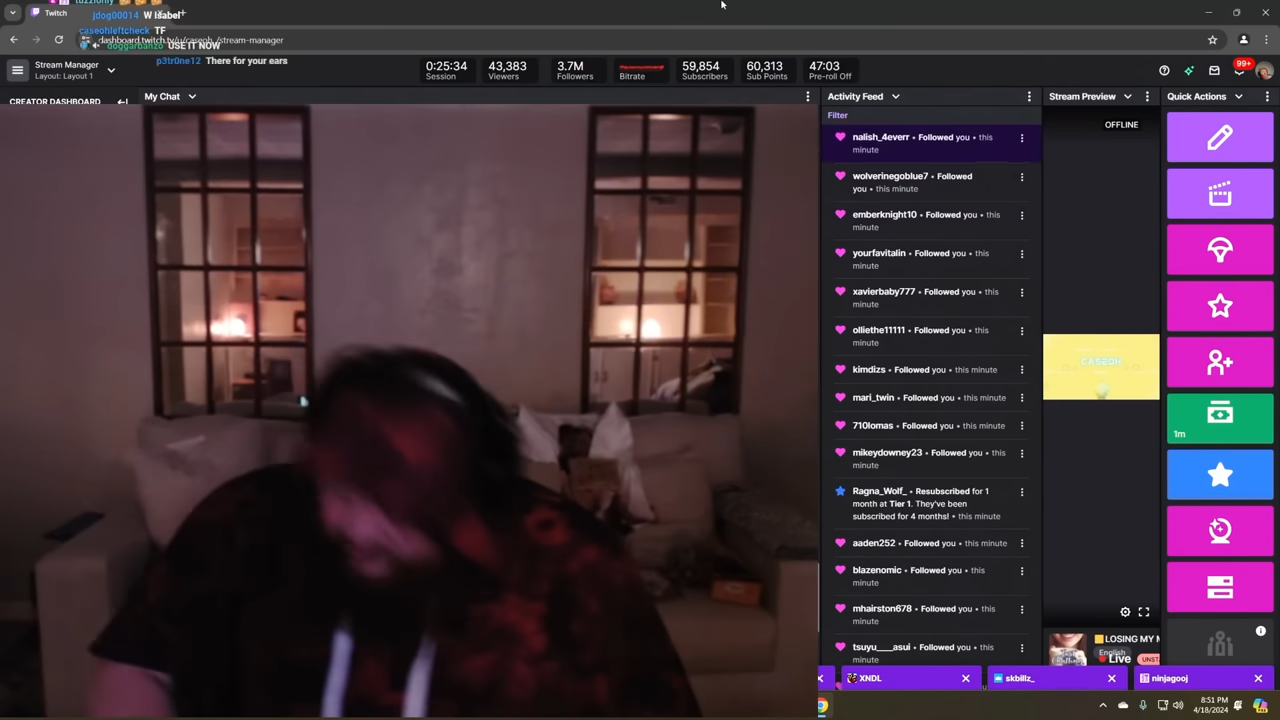 Twitch
jdog00014 W Isabel
caseohleftcheck TF
doggarbanzo USE IT NOW
p3tr0ne12 There for your ears
Stream Manager
Layout: Layout 1
0:25:34
Session
43,383
Viewers
3.7M
Followers
Bitrate
59,854
Subscribers
60,313
Sub Points
47:03
Pre-roll Off
99+
CREATOR DASHBOARD
My Chat
Activity Feed
Stream Preview
Quick Actions
Filter
nalish_4everr • Followed you • this
minute
wolverinegoblue7 • Followed
you • this minute
emberknight10 • Followed you • this
minute
yourfavitalin • Followed you • this
minute
xavierbaby777 • Followed you • this
minute
olliethe11111 • Followed you • this
minute
kimdizs • Followed you • this minute
mari_twin • Followed you • this minute
710lomas • Followed you • this minute
mikeydowney23 • Followed you • this
minute
Ragna_Wolf_ • Resubscribed for 1
month at Tier 1. They've been
subscribed for 4 months! • this minute
aaden252 • Followed you • this minute
blazenomic • Followed you • this
minute
mhairston678 • Followed you • this
minute
tsuyu____asui • Followed you • this
minute
OFFLINE
CASEOH
LOSING MY M
English
Live
UNST
1m
XNDL
skbillz_
ninjagooj
8:51 PM
4/18/2024